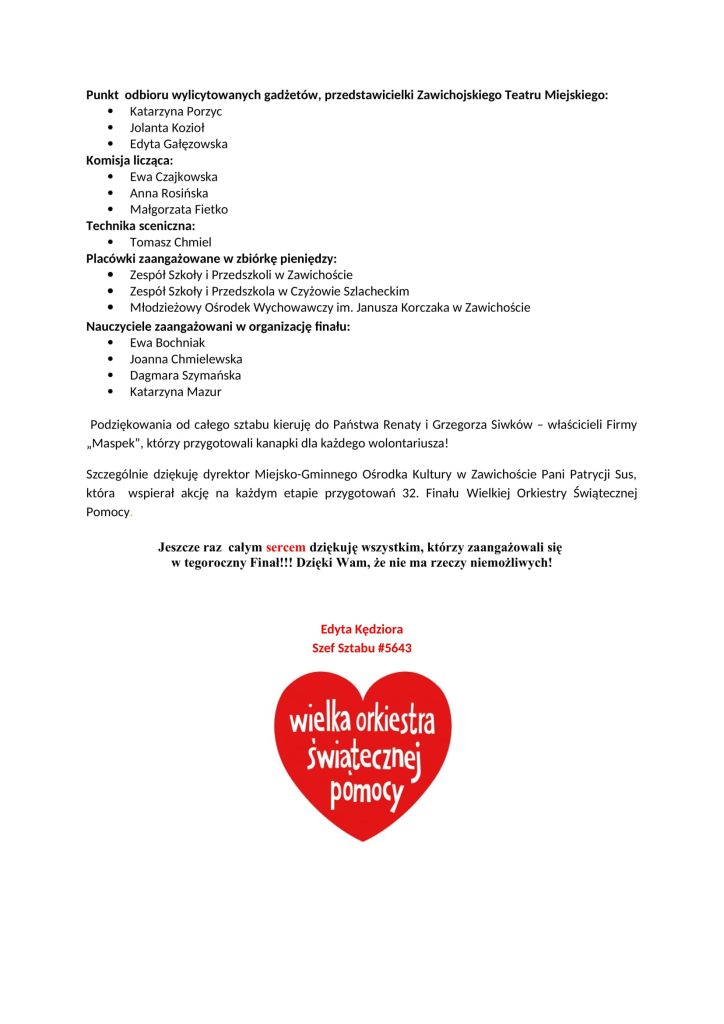 Punkt odbioru wylicytowanych gadżetów, przedstawicielki Zawichojskiego Teatru Miejskiego:
• Katarzyna Porzyc
• Jolanta Kozioł
• Edyta Gałęzowska
Komisja licząca:
• Ewa Czajkowska
• Anna Rosińska
• Małgorzata Fietko
Technika sceniczna:
• Tomasz Chmiel
Placówki zaangażowane w zbiórkę pieniędzy:
• Zespół Szkoły i Przedszkoli w Zawichoście
• Zespół Szkoły i Przedszkola w Czyżowie Szlacheckim
• Młodzieżowy Ośrodek Wychowawczy im. Janusza Korczaka w Zawichoście
Nauczyciele zaangażowani w organizację finału:
• Ewa Bochniak
• Joanna Chmielewska
• Dagmara Szymańska
• Katarzyna Mazur
Podziękowania od całego sztabu kieruję do Państwa Renaty i Grzegorza Siwków – właścicieli Firmy
„Maspek”, którzy przygotowali kanapki dla każdego wolontariusza!
Szczególnie dziękuję dyrektor Miejsko-Gminnego Ośrodka Kultury w Zawichoście Pani Patrycji Sus,
która wspierał akcję na każdym etapie przygotowań 32. Finału Wielkiej Orkiestry Świątecznej
Pomocy.
Jeszcze raz całym sercem dziękuję wszystkim, którzy zaangażowali się
w tegoroczny Finał!!! Dzięki Wam, że nie ma rzeczy niemożliwych!
Edyta Kędziora
Szef Sztabu #5643
wielka orkiestra
świątecznej
pomocy